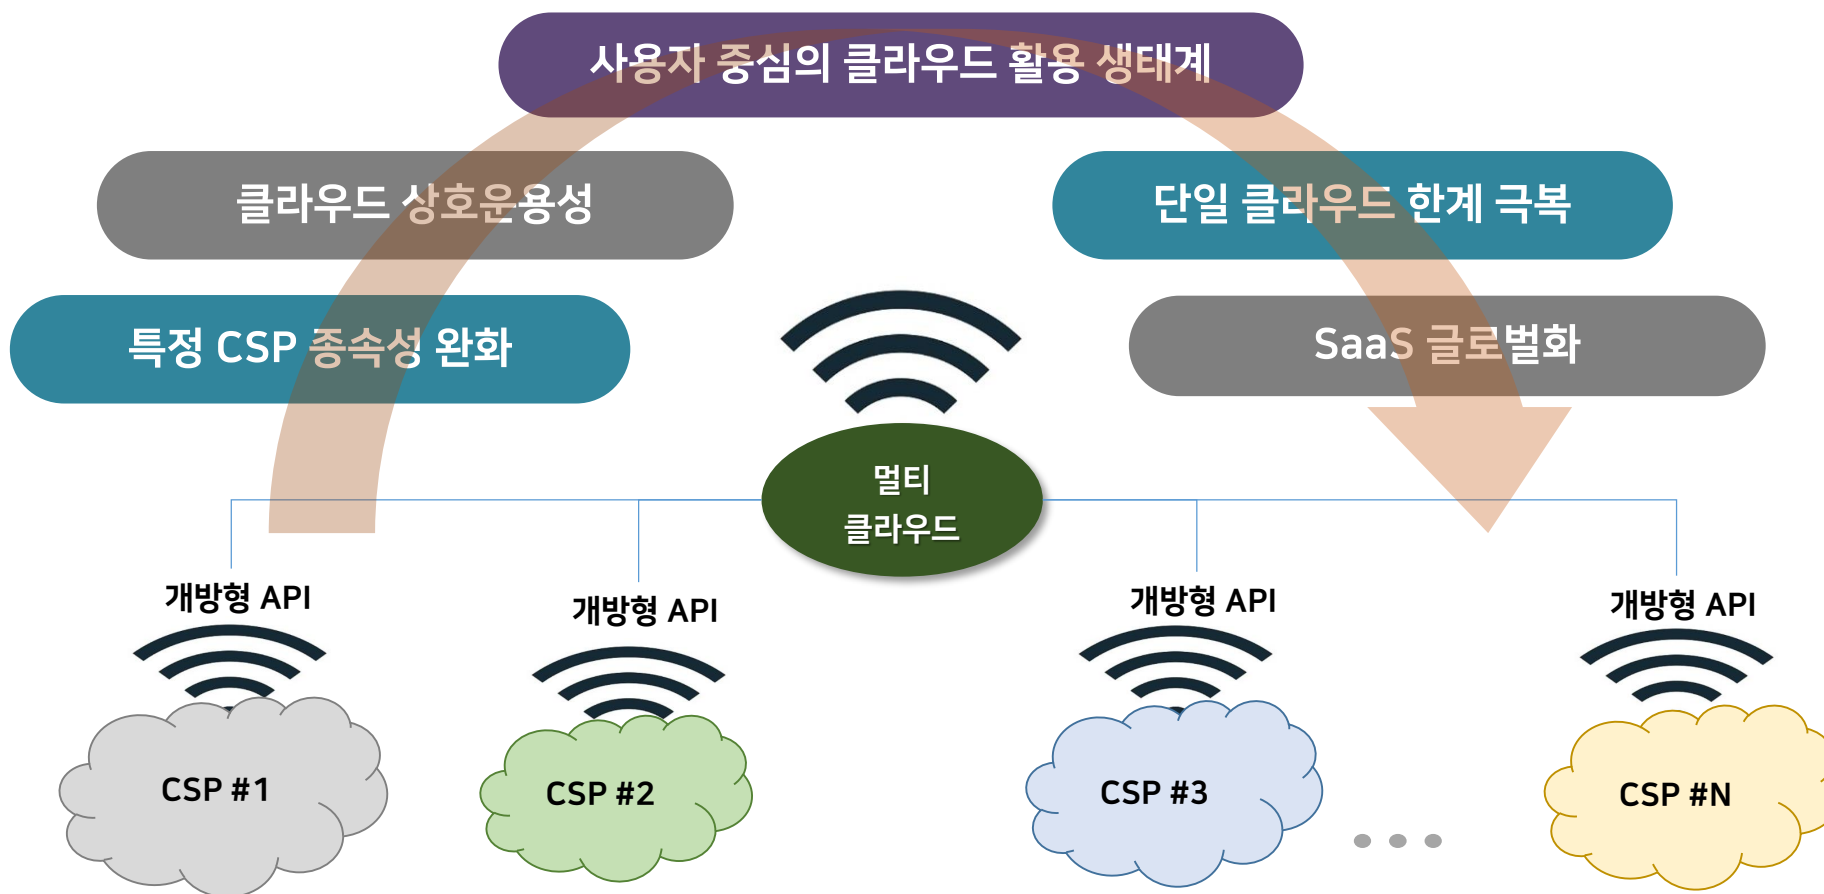 사용자 중심의 클라우드 활용 생태계
클라우드 상호운용성
단일 클라우드 한계 극복
특정 CSP 종속성 완화
SaaS 글로벌화
멀티
클라우드
개방형 API
개방형 API
개방형 API
개방형 API
CSP #1
CSP #2
CSP #3
CSP #N